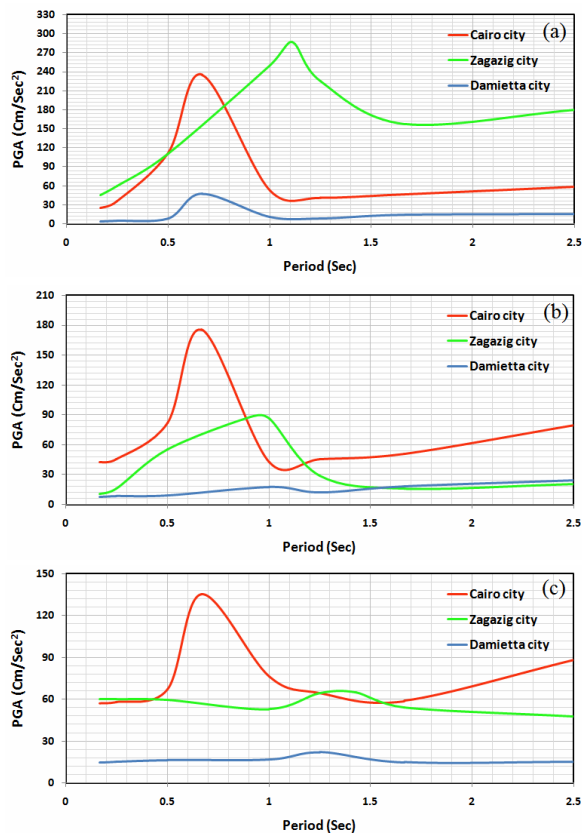 (a)
PGA (Cm/Sec²)
330
300
270
240
210
180
150
120
90
60
30
0
Cairo city
Zagazig city
Damietta city
0 0.5 1 1.5 2 2.5
Period (Sec)
(b)
PGA (Cm/Sec²)
210
180
150
120
90
60
30
0
Cairo city
Zagazig city
Damietta city
0 0.5 1 1.5 2 2.5
Period (Sec)
(c)
PGA (Cm/Sec²)
150
120
90
60
30
0
Cairo city
Zagazig city
Damietta city
0 0.5 1 1.5 2 2.5
Period (Sec)